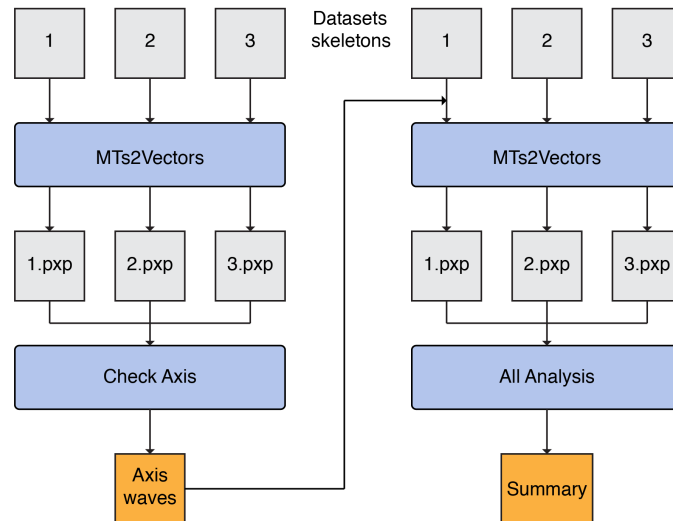 1
2
3
Datasets
skeletons
1
2
3
MTs2Vectors
MTs2Vectors
1.pxp
2.pxp
3.pxp
1.pxp
2.pxp
3.pxp
Check Axis
All Analysis
Axis
waves
Summary